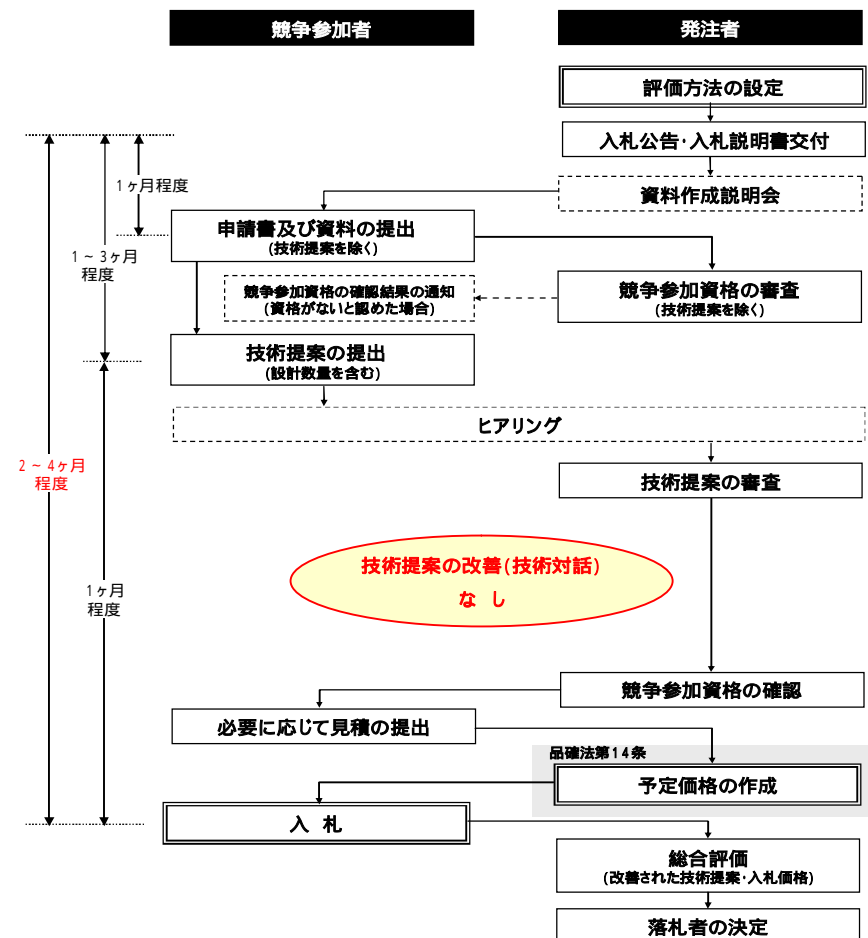 競争参加者
発注者
評価方法の設定
入札公告・入札説明書交付
資料作成説明会
1ヶ月程度
申請書及び資料の提出
(技術提案を除く)
1～3ヶ月
程度
競争参加資格の確認結果の通知
(資格がないと認めた場合)
競争参加資格の審査
(技術提案を除く)
技術提案の提出
(設計数量を含む)
ヒアリング
2～4ヶ月
程度
技術提案の審査
技術提案の改善(技術対話)
な し
1ヶ月
程度
競争参加資格の確認
必要に応じて見積の提出
品確法第14条
予定価格の作成
入 札
総合評価
(改善された技術提案・入札価格)
落札者の決定